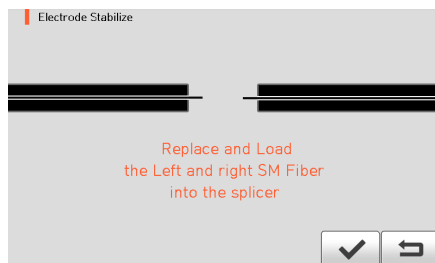 Electrode Stabilize
Replace and Load
the Left and right SM Fiber
into the splicer